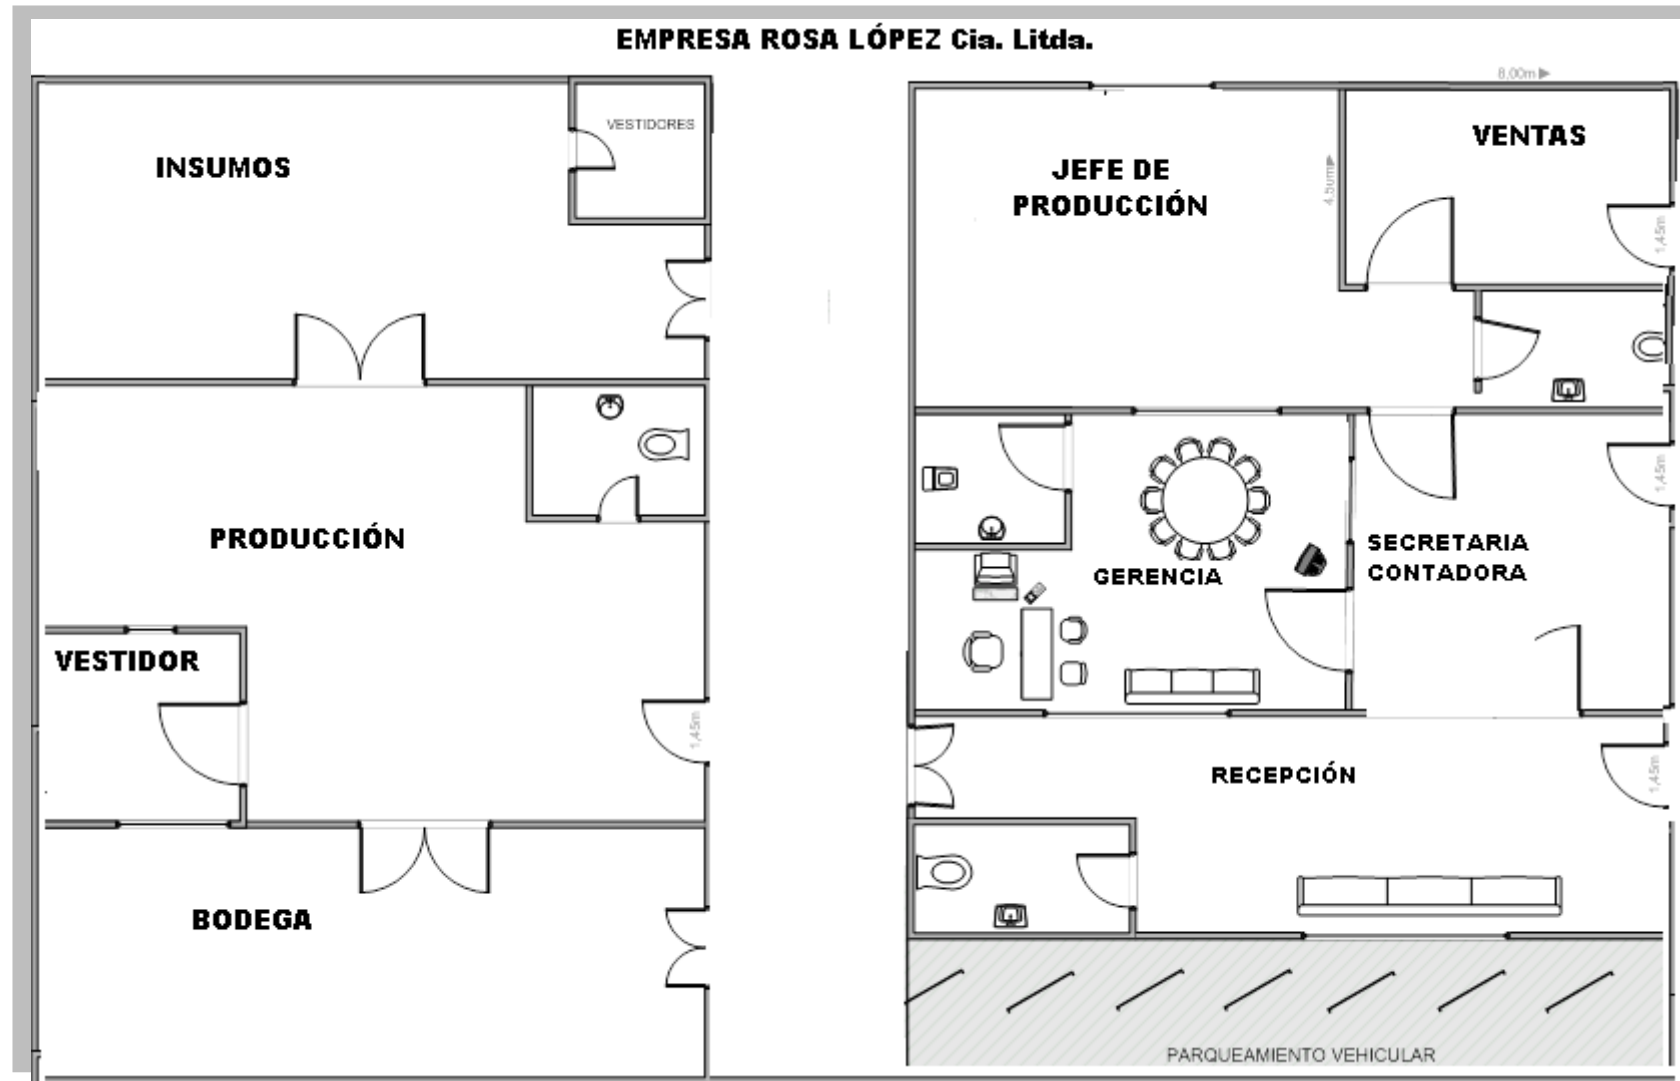 EMPRESA ROSA LÓPEZ Cia. Litda.
8,00m
VESTIDORES
INSUMOS
JEFE DE
PRODUCCIÓN
VENTAS
4,50m
1,45m
PRODUCCIÓN
1,45m
GERENCIA
SECRETARIA
CONTADORA
VESTIDOR
1,45m
RECEPCIÓN
1,45m
BODEGA
PARQUEAMIENTO VEHICULAR